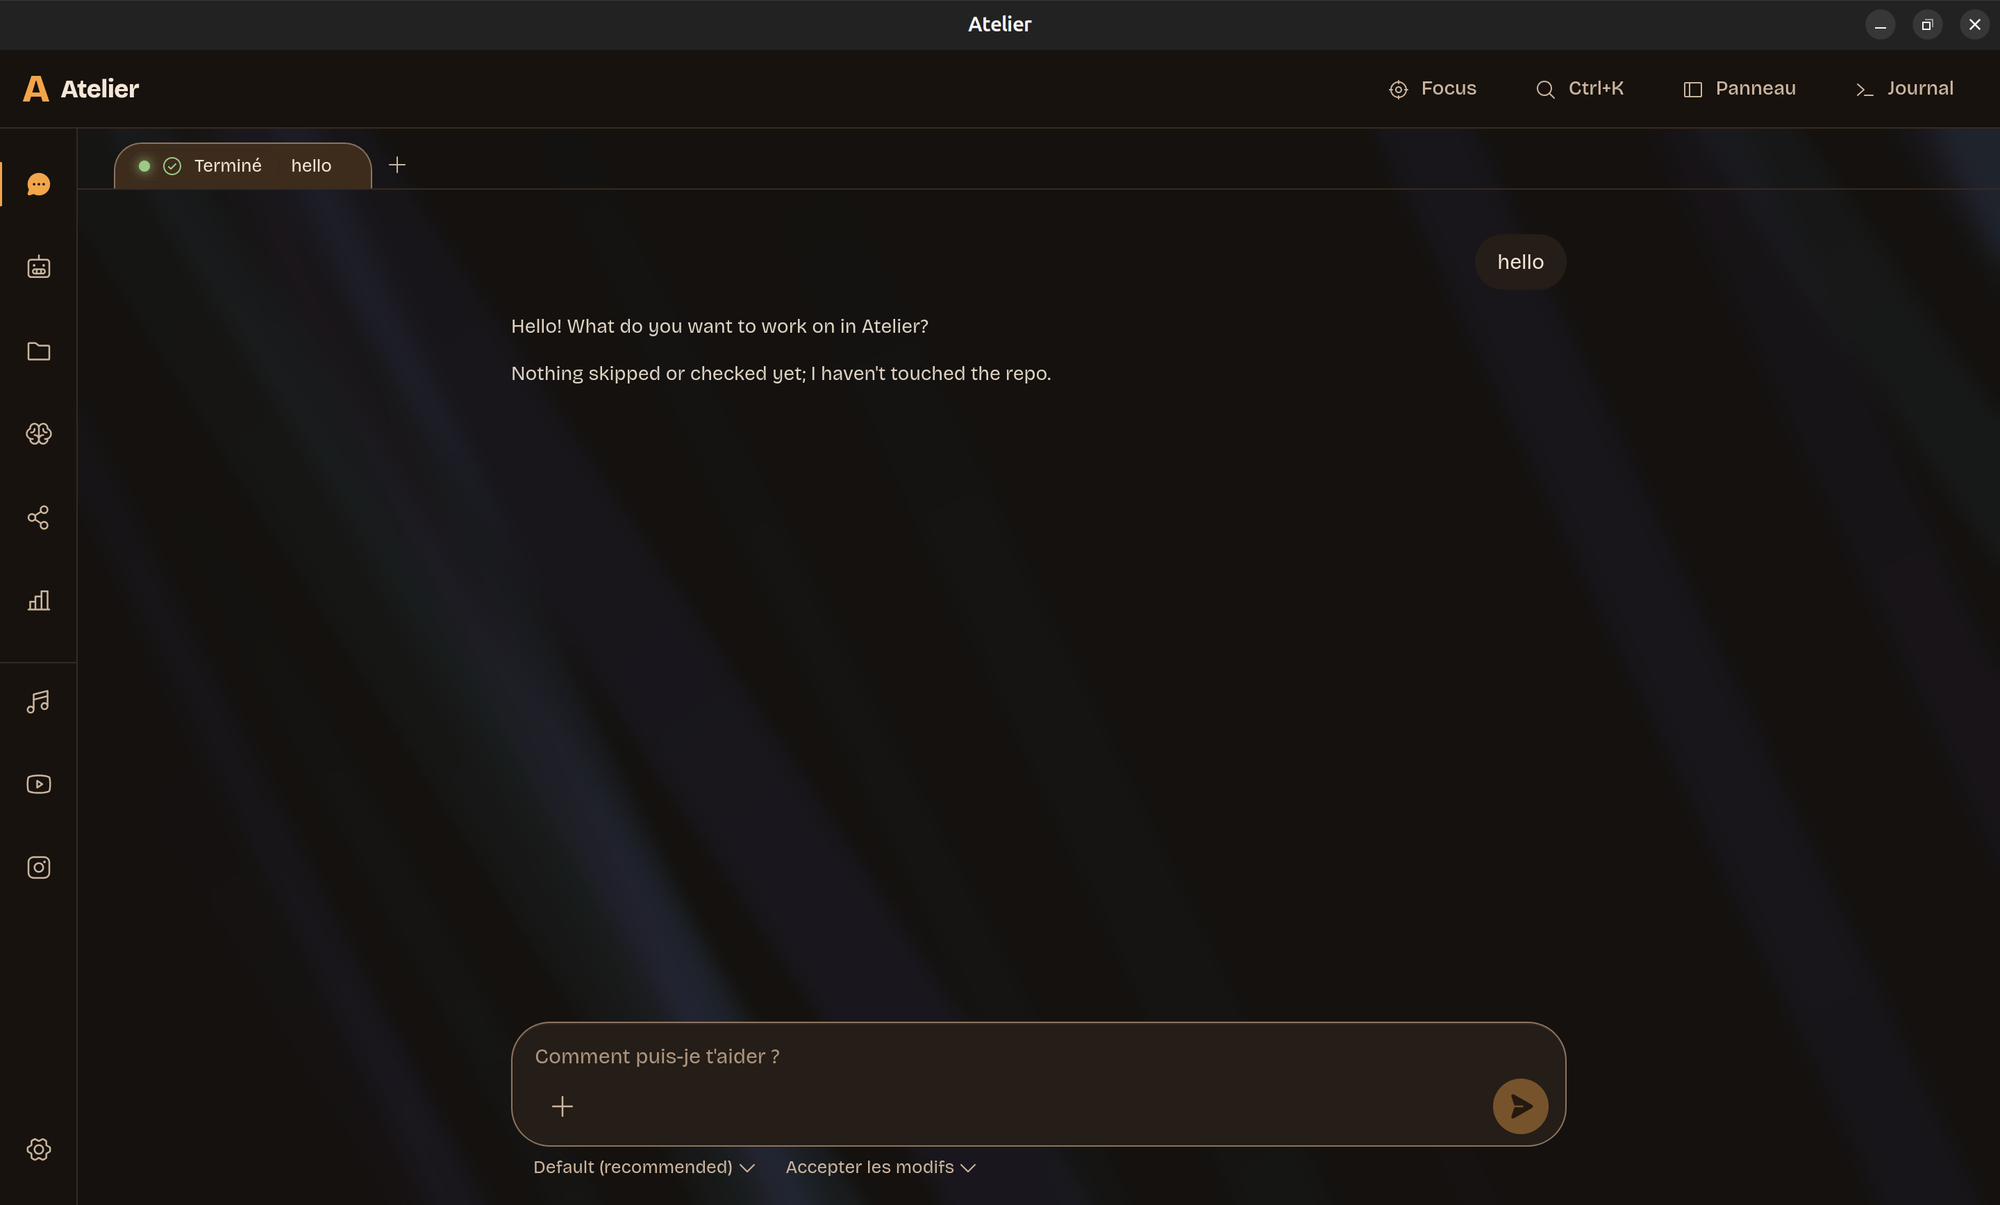 Atelier
A Atelier
Focus
Ctrl+K
Panneau
Journal
Terminé hello
hello
Hello! What do you want to work on in Atelier?
Nothing skipped or checked yet; I haven't touched the repo.
Comment puis-je t'aider ?
Default (recommended)
Accepter les modifs